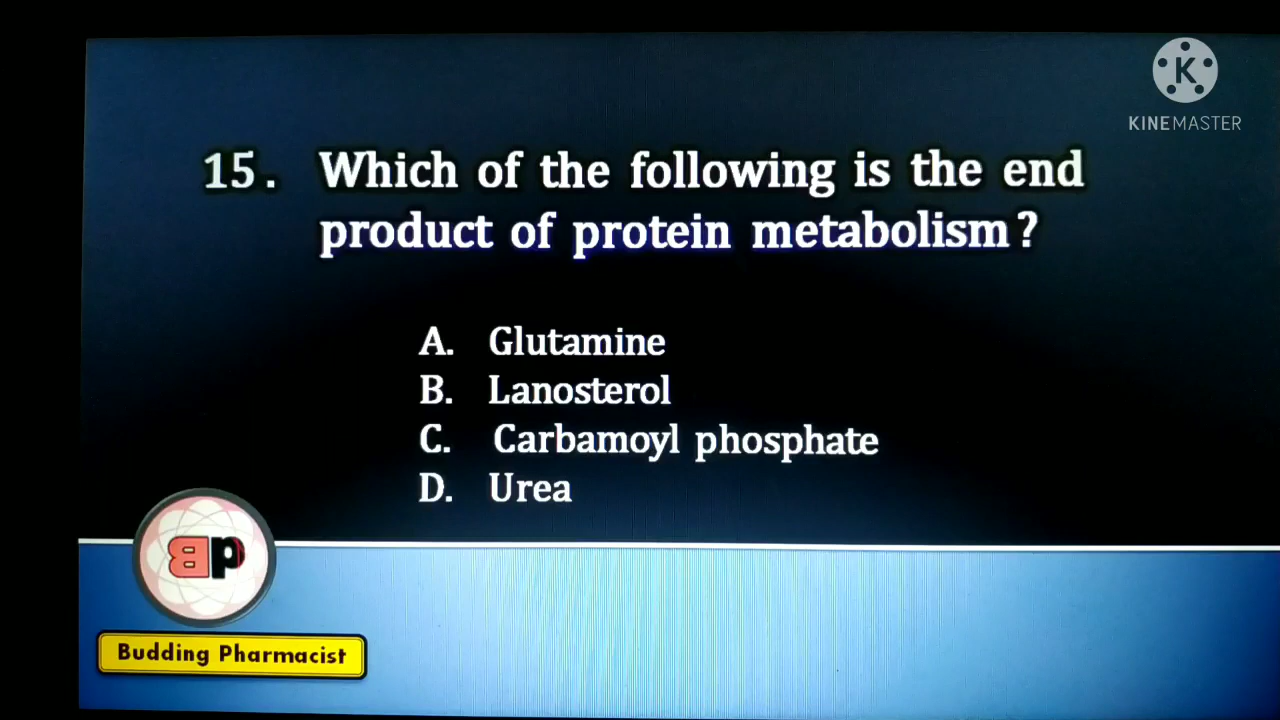 KINEMASTER
15. Which of the following is the end
product of protein metabolism?
A. Glutamine
B. Lanosterol
C. Carbamoyl phosphate
D. Urea
Bp
Budding Pharmacist